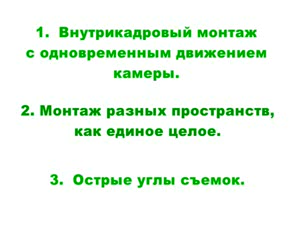 1. Внутрикадровый монтаж
с одновременным движением
камеры.
2. Монтаж разных пространств,
как единое целое.
3. Острые углы съемок.